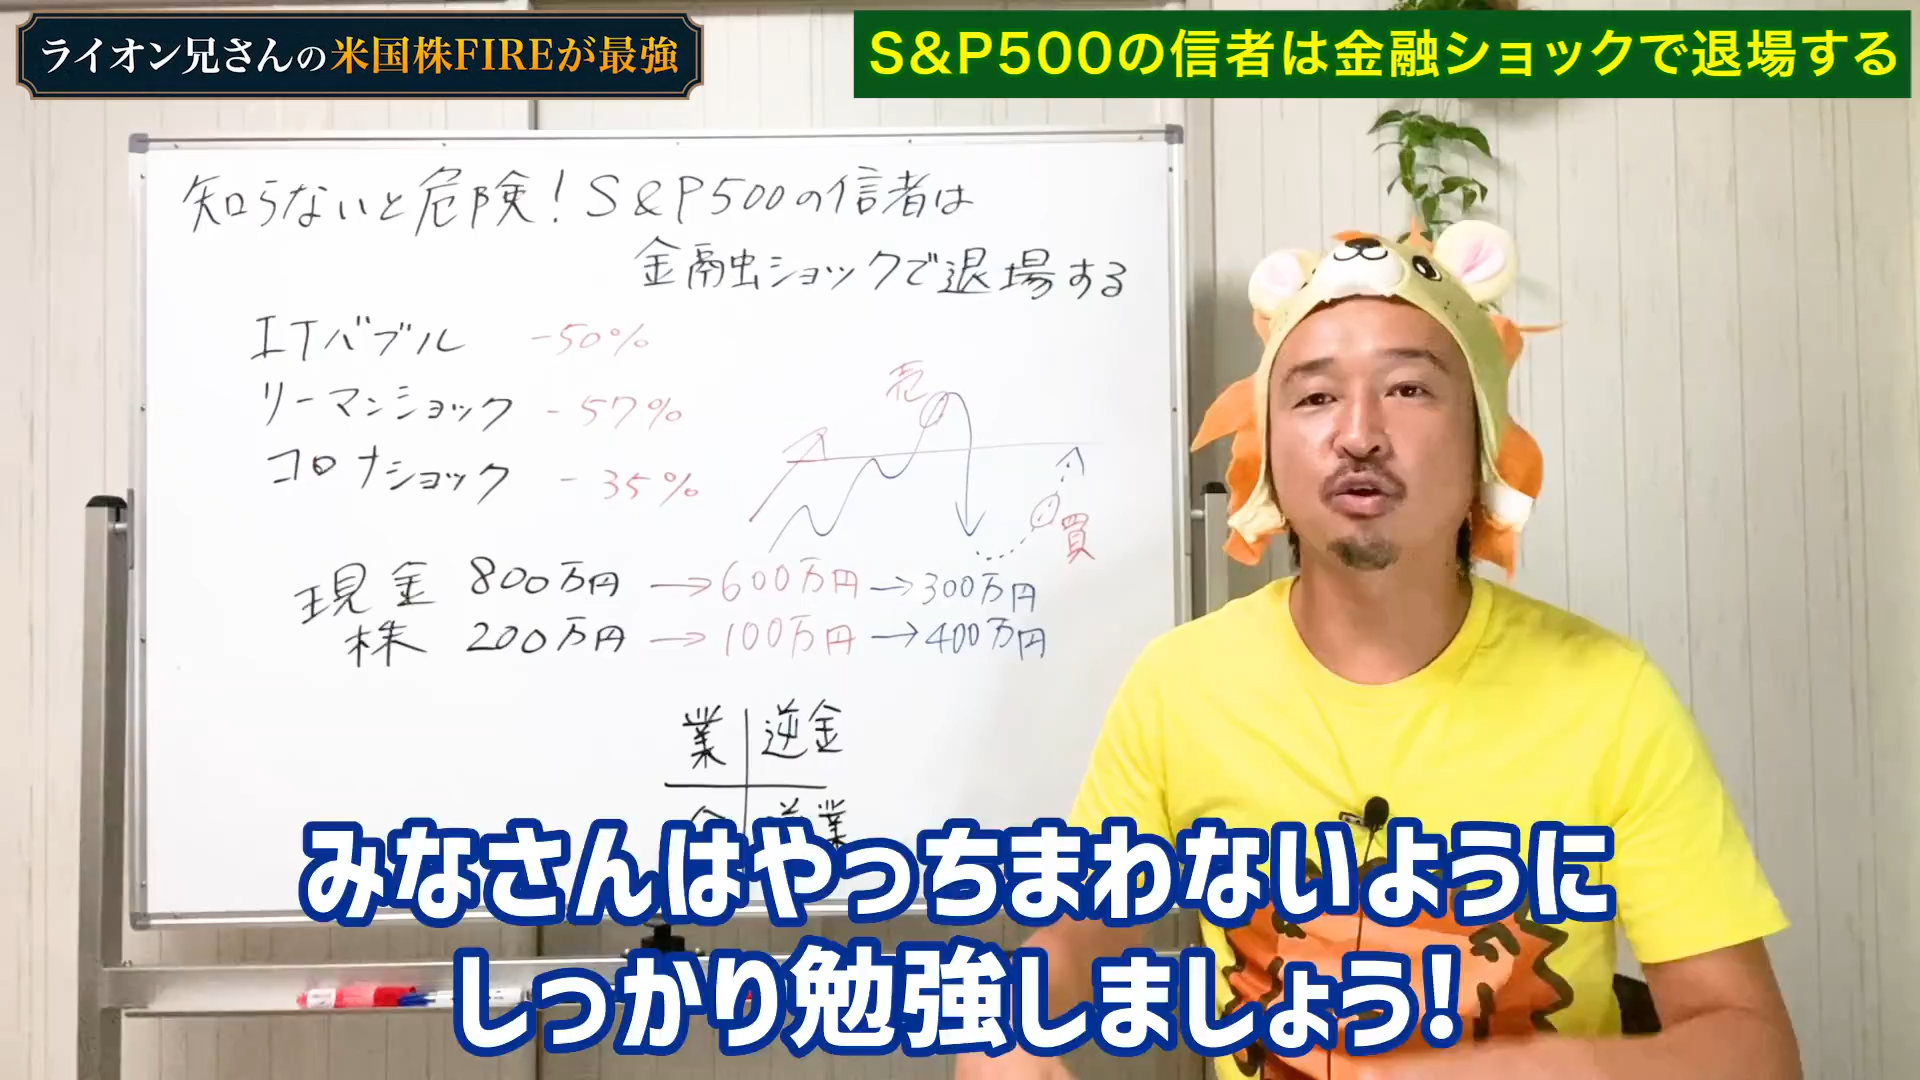 ライオン兄さんの米国株FIREが最強
S&P500の信者は金融ショックで退場する
知らないと危険！S&P500の信者は
金融ショックで退場する
ITバブル -50%
リーマンショック -57%
コロナショック -35%
売
買
現金 800万円→600万円→300万円
株 200万円→100万円→400万円
業 逆金
業
みなさんはやっちまわないように
しっかり勉強しましょう！